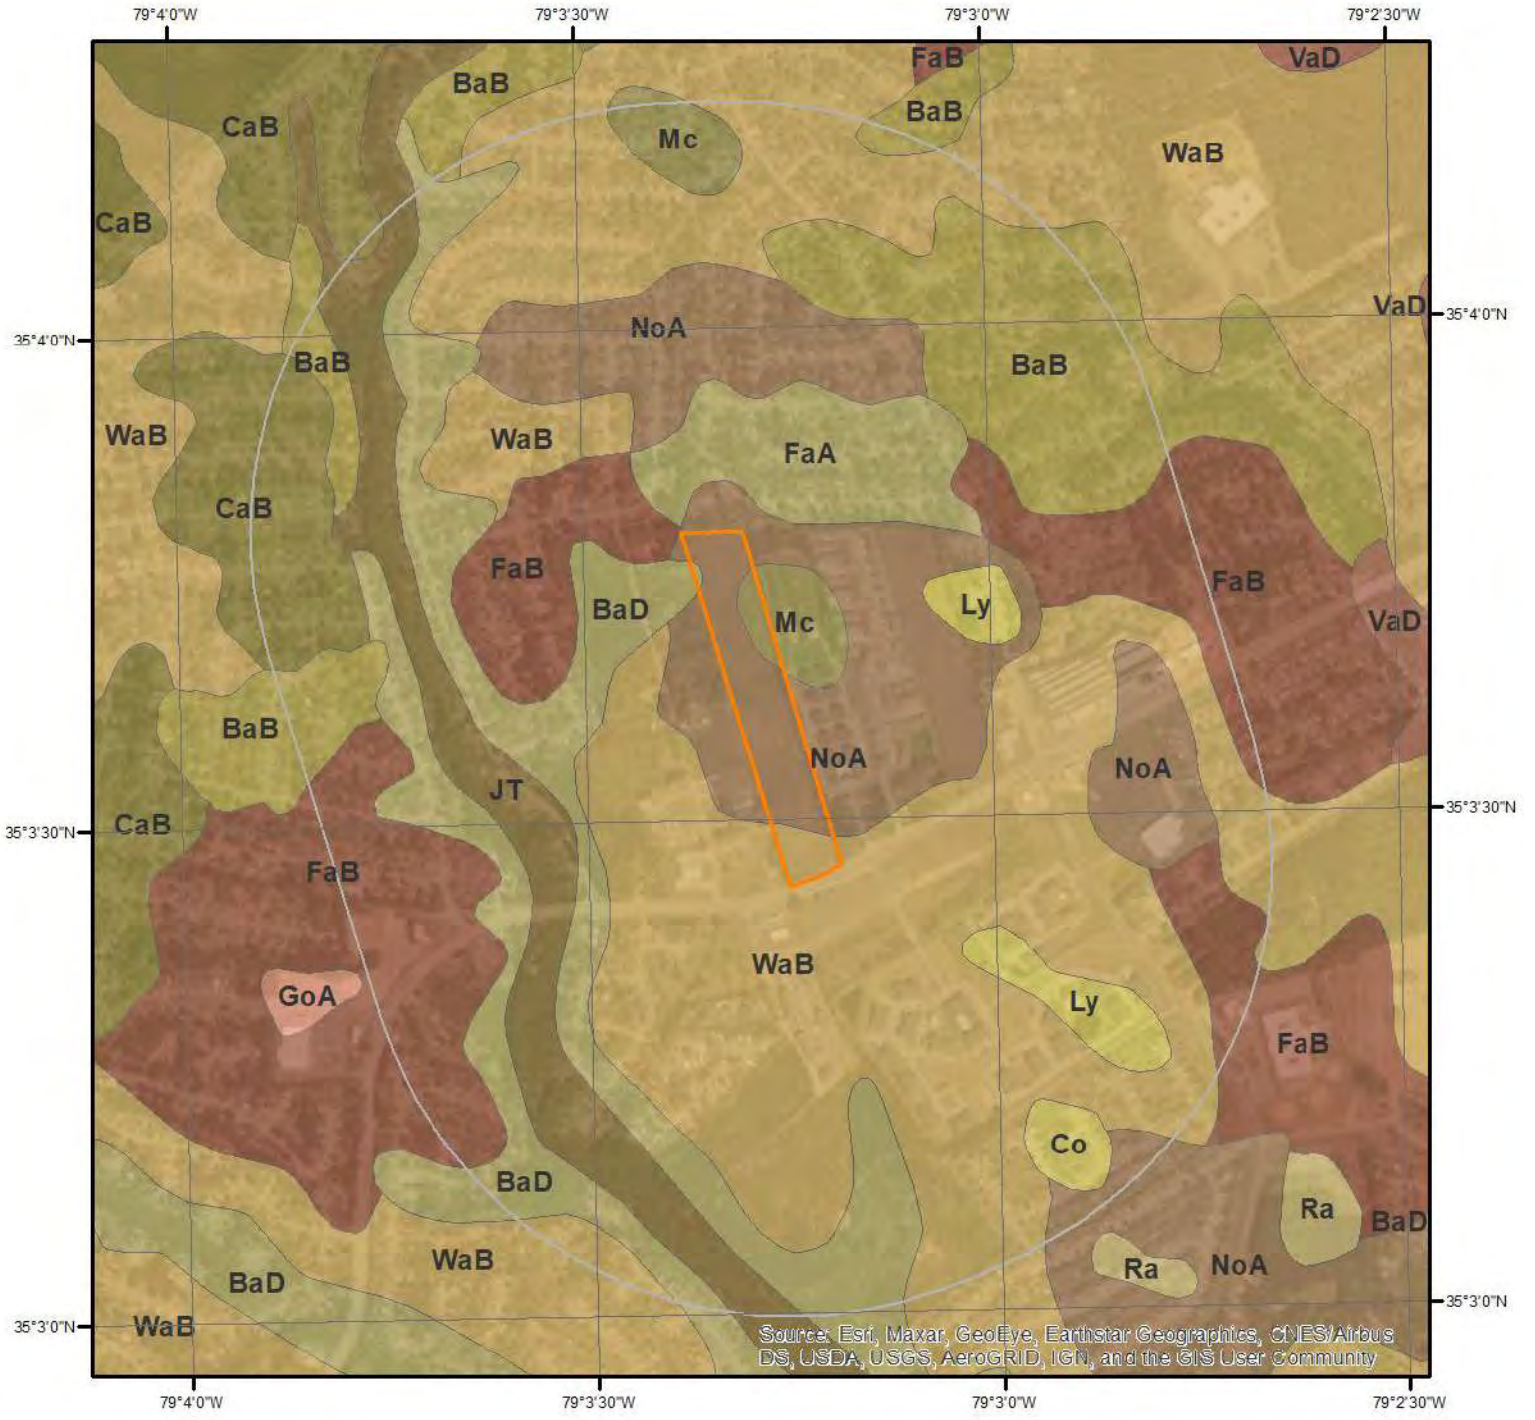 79°4'0"W 79°3'30"W 79°3'0"W 79°2'30"W
FaB VaD
BaB
BaB
CaB
Mc
WaB
CaB
VaD
35°4'0"N 35°4'0"N
NoA
BaB BaB
WaB WaB
FaA
CaB
FaB FaB
BaD Ly
Mc VaD
BaB
NoA NoA
JT
35°3'30"N CaB 35°3'30"N
FaB
WaB
GoA Ly
FaB
Co
BaD
Ra BaD
WaB
Ra NoA
BaD
35°3'0"N WaB 35°3'0"N
Source: Esri, Maxar, GeoEye, Earthstar Geographics, CNES/Airbus
DS, USDA, USGS, AeroGRID, IGN, and the GIS User Community
79°4'0"W 79°3'30"W 79°3'0"W 79°2'30"W